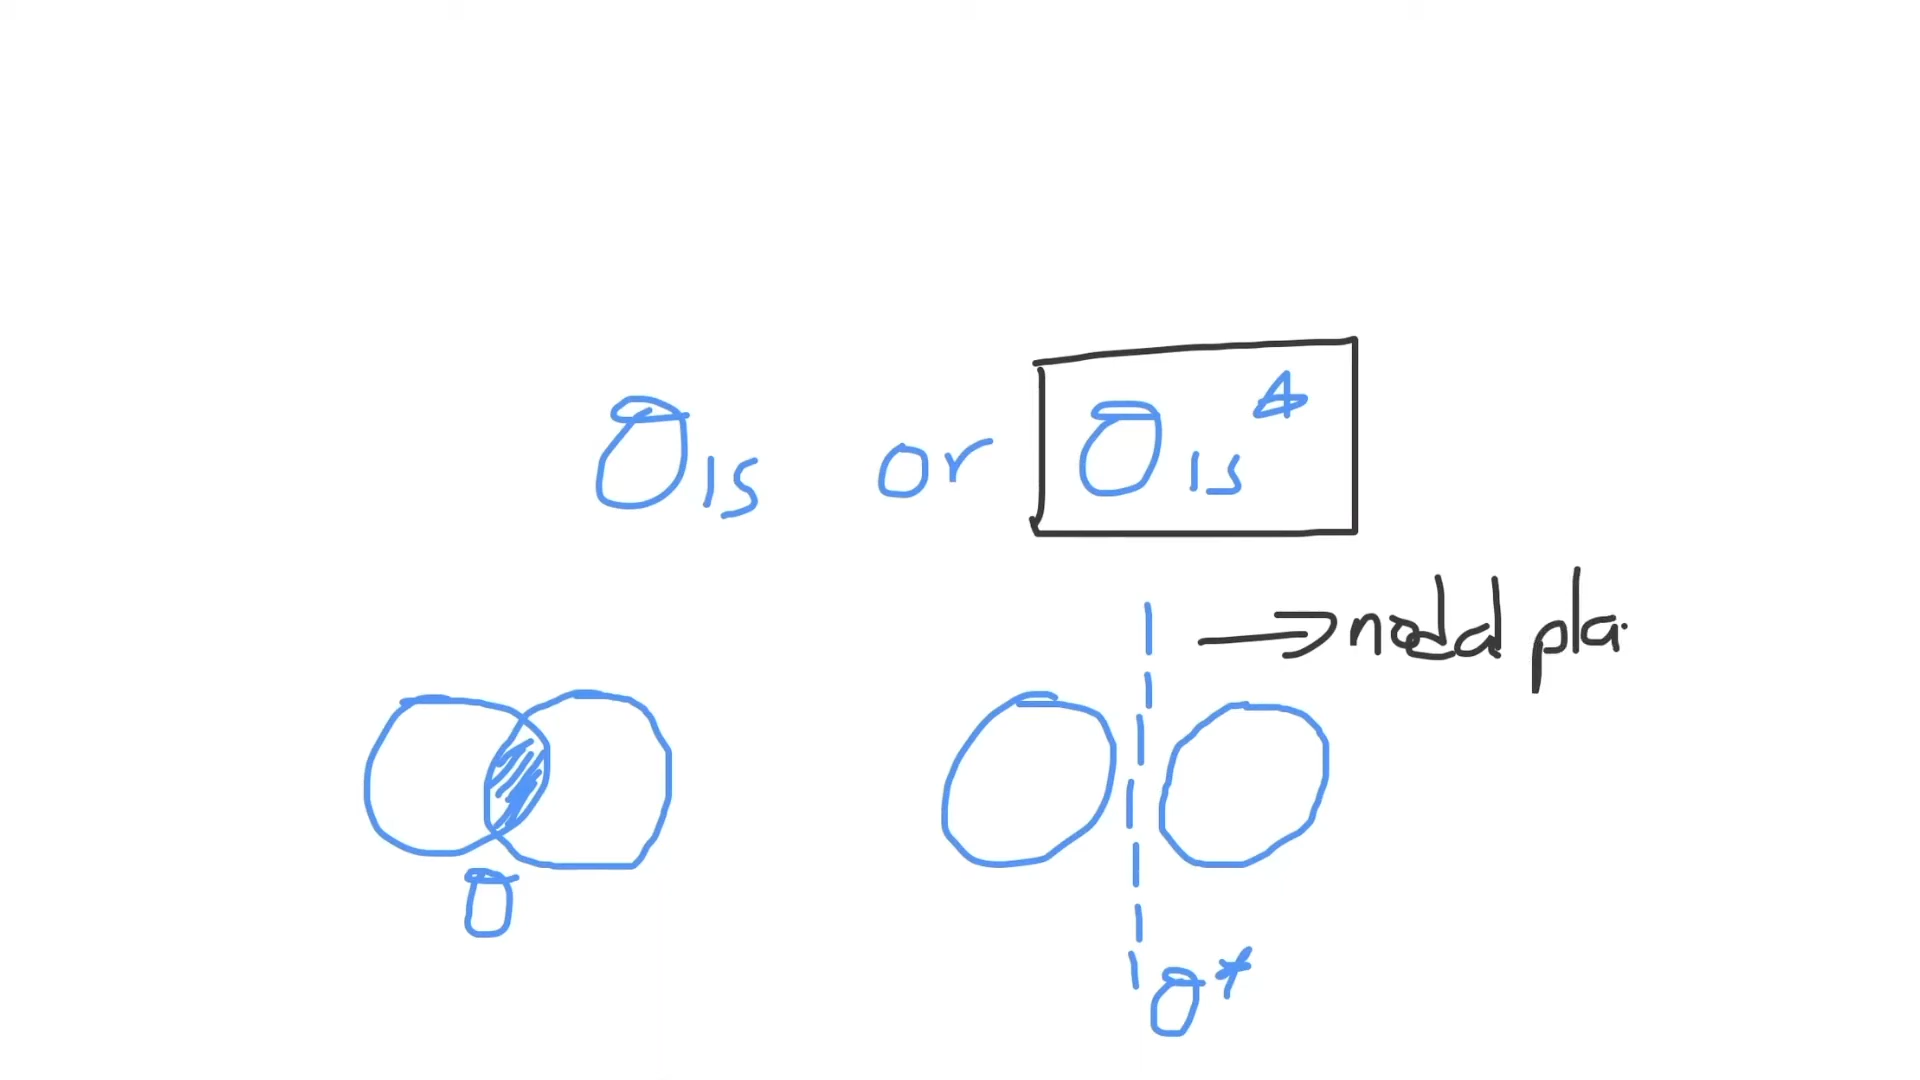 σ1s or σ1s*
→ nodal pla
σ
σ*